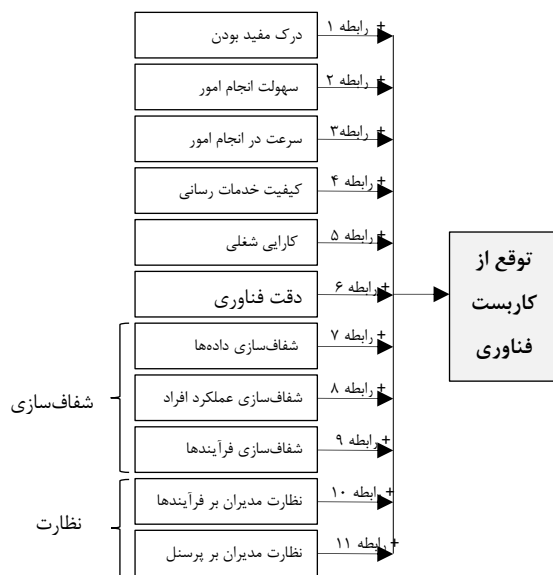 درک مفید بودن
+ رابطه ۱
سهولت انجام امور
+ رابطه ۲
سرعت در انجام امور
+ رابطه۳
کیفیت خدمات رسانی
+ رابطه ۴
کارایی شغلی
+ رابطه ۵
دقت فناوری
+ رابطه ۶
شفاف‌سازی داده‌ها
+ رابطه ۷
شفاف‌سازی عملکرد افراد
+ رابطه ۸
شفاف‌سازی فرآیندها
+ رابطه ۹
نظارت مدیران بر فرآیندها
+ رابطه ۱۰
نظارت مدیران بر پرسنل
+ رابطه ۱۱
توقع از
کاربست
فناوری
شفاف‌سازی
نظارت